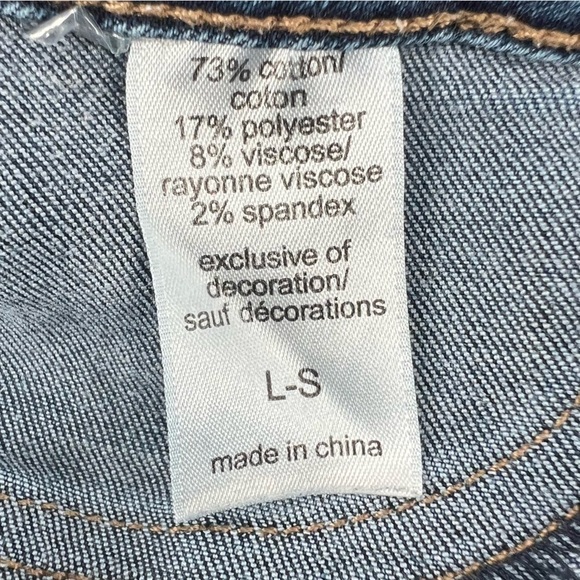 73% cotton/
coton
17% polyester
8% viscose/
rayonne viscose
2% spandex
exclusive of
decoration/
sauf décorations
L-S
made in china